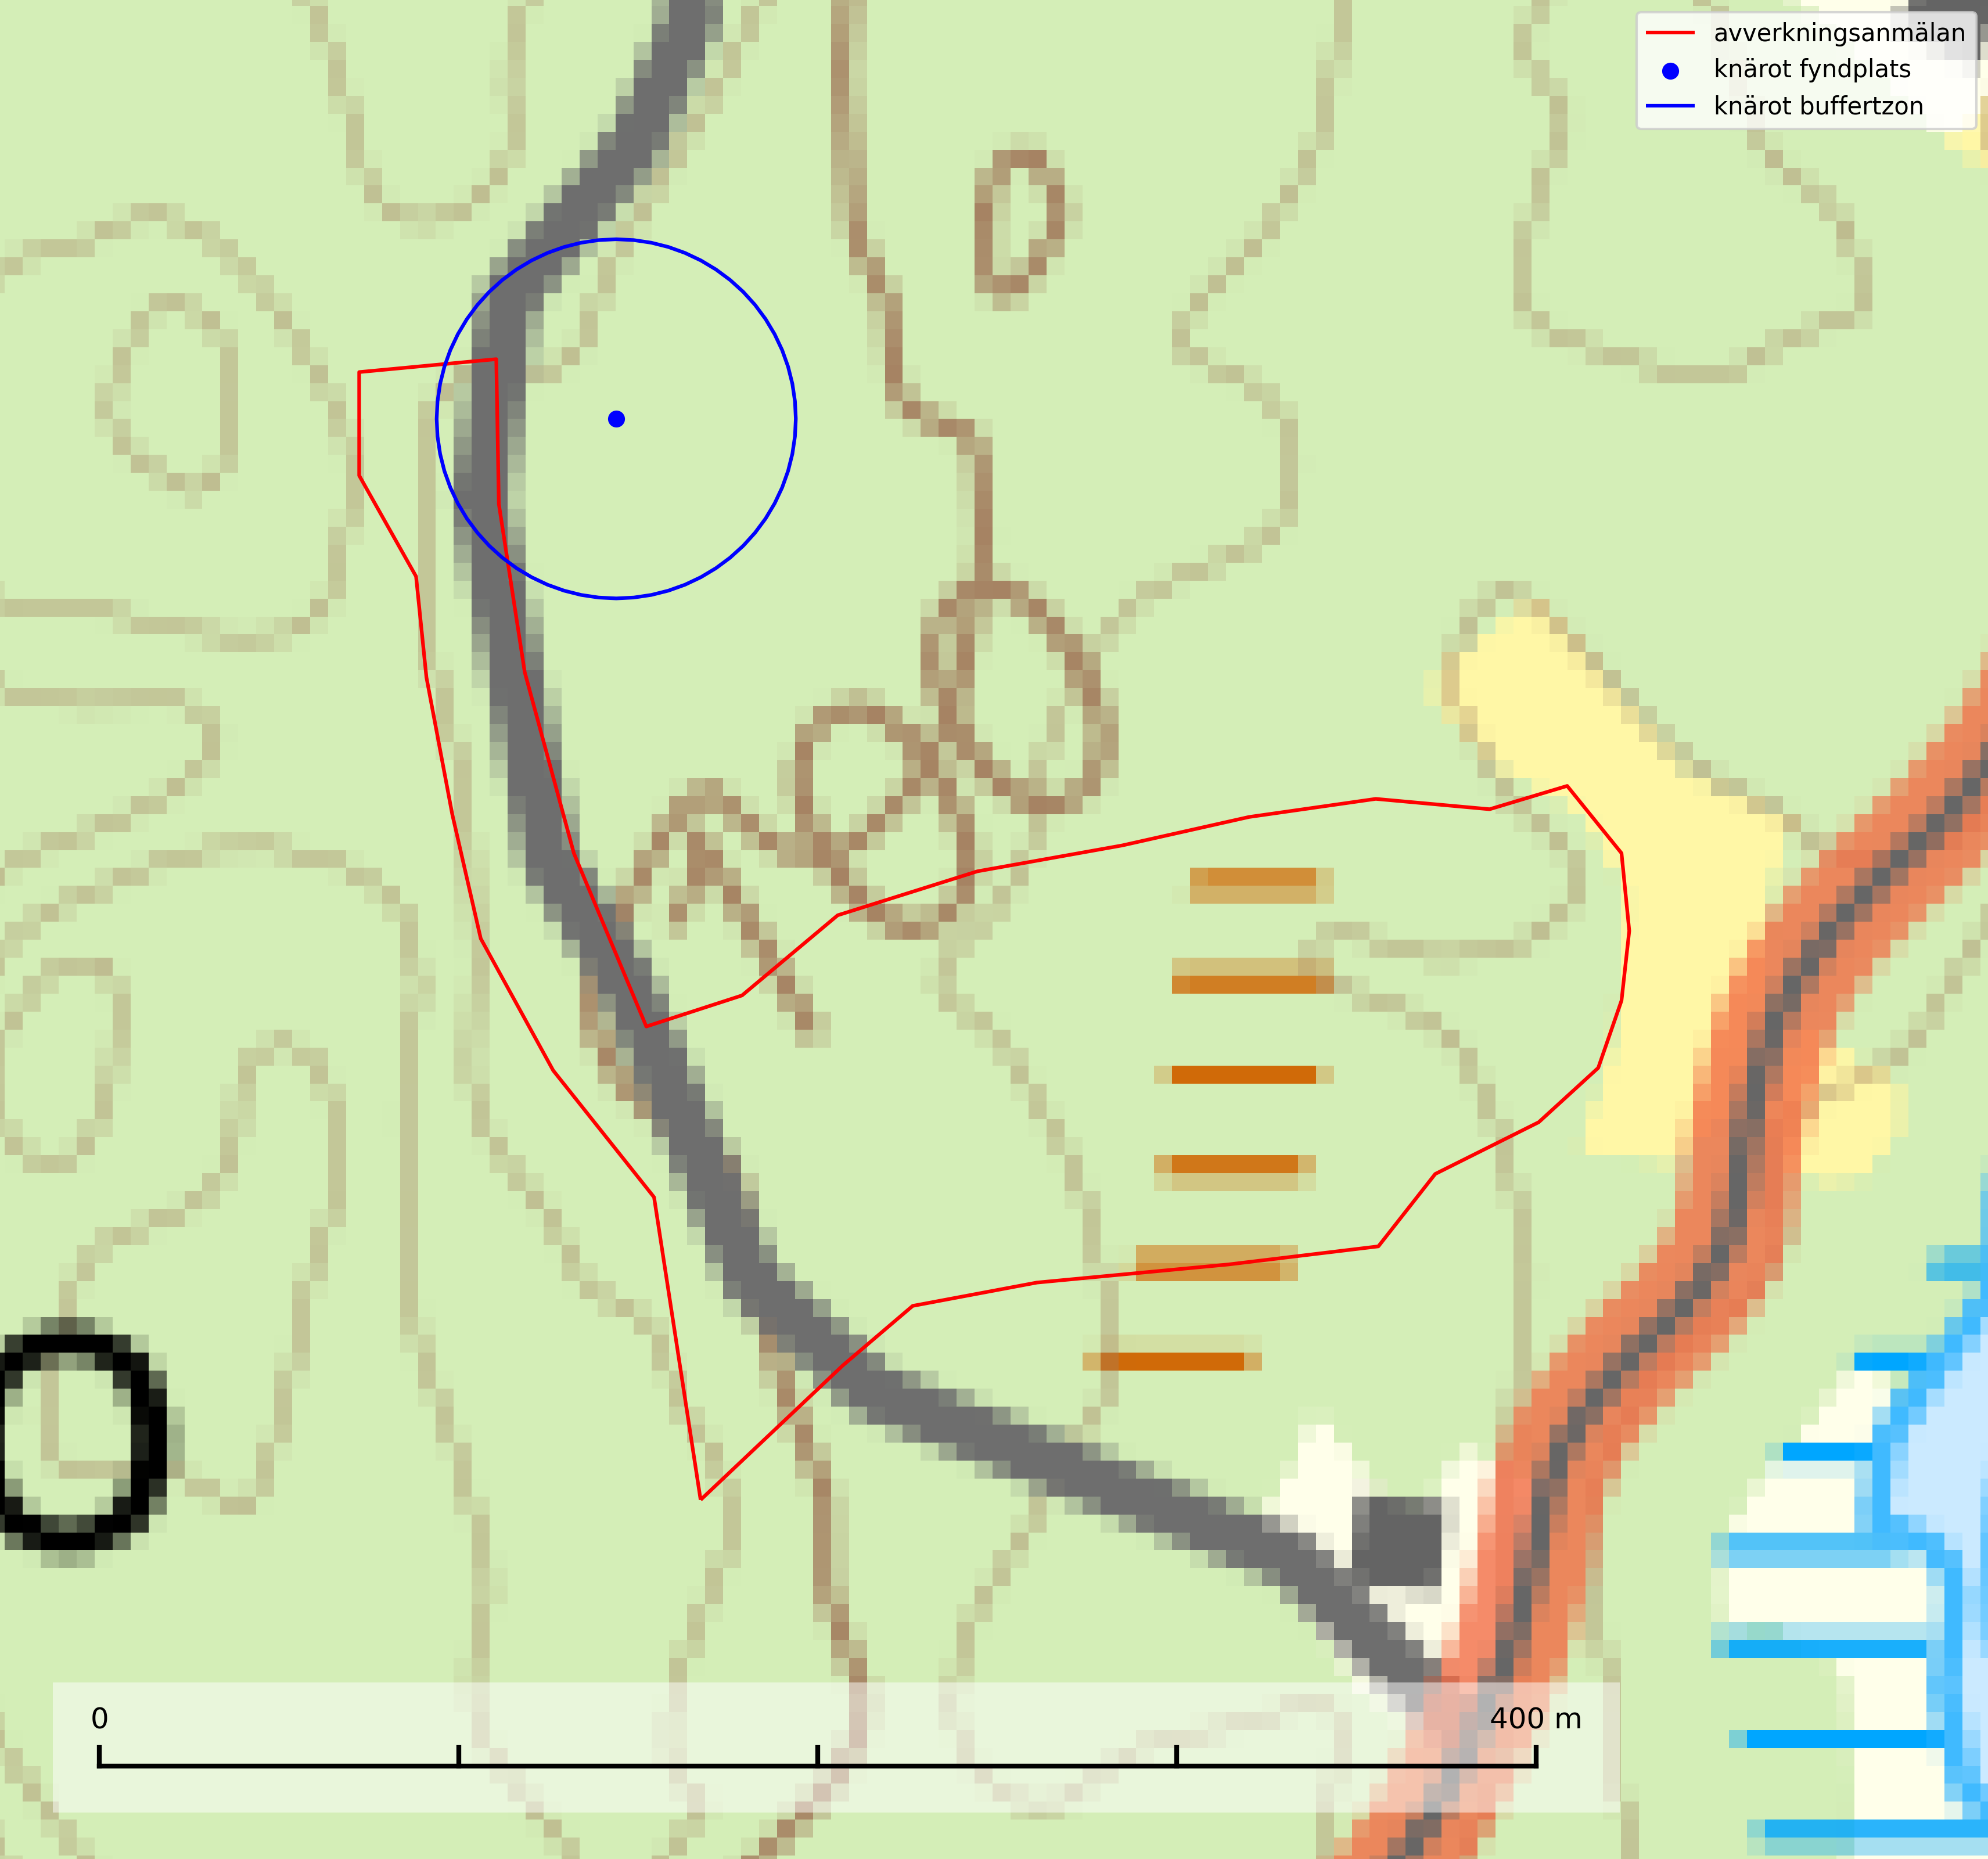 avverkningsanmälan
knärot fyndplats
knärot buffertzon
0 400 m